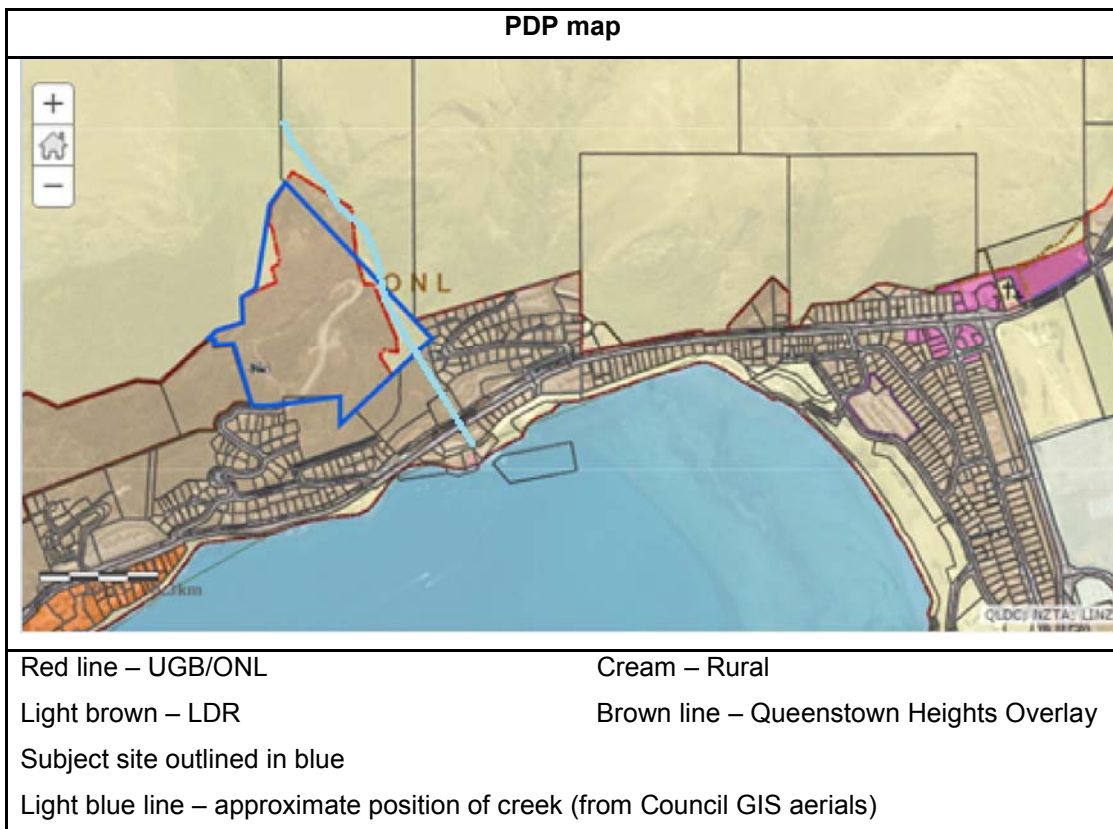 PDP map
+
−
ONL
km
QLDC; NZTA; LINZ
Red line – UGB/ONL
Cream – Rural
Light brown – LDR
Brown line – Queenstown Heights Overlay
Subject site outlined in blue
Light blue line – approximate position of creek (from Council GIS aerials)